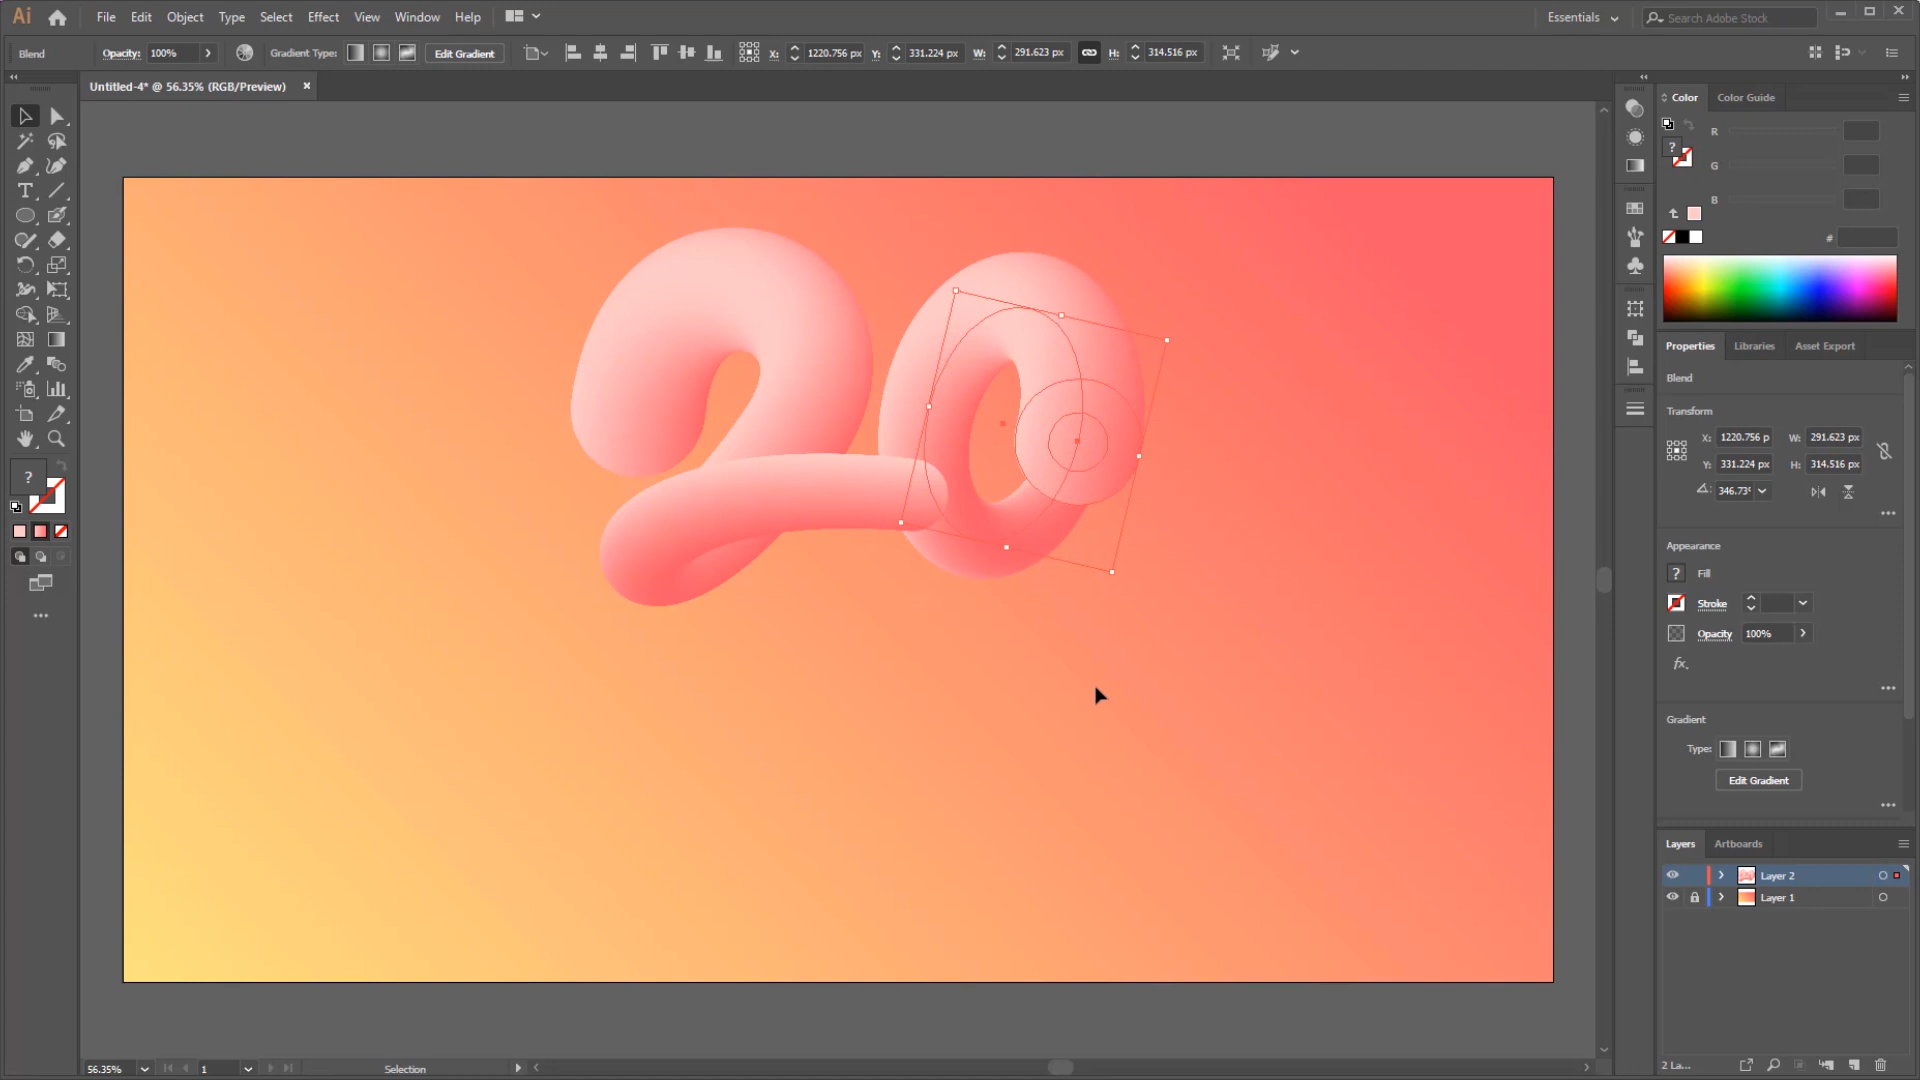 Ai File Edit Object Type Select Effect View Window Help Essentials Search Adobe Stock
Blend Opacity: 100% Gradient Type: Edit Gradient X: 1220.756 px Y: 331.224 px W: 291.623 px H: 314.516 px
Untitled-4* @ 56.35% (RGB/Preview) ×
Color Color Guide
R
? G
B
#
20
Properties Libraries Asset Export
Blend
Transform
X: 1220.756 p W: 291.623 px
Y: 331.224 px H: 314.516 px
346.73°
?
Appearance
? Fill
Stroke
Opacity 100%
fx.
Gradient
Type:
Edit Gradient
Layers Artboards
Layer 2
Layer 1
2 La...
56.35% 1 Selection